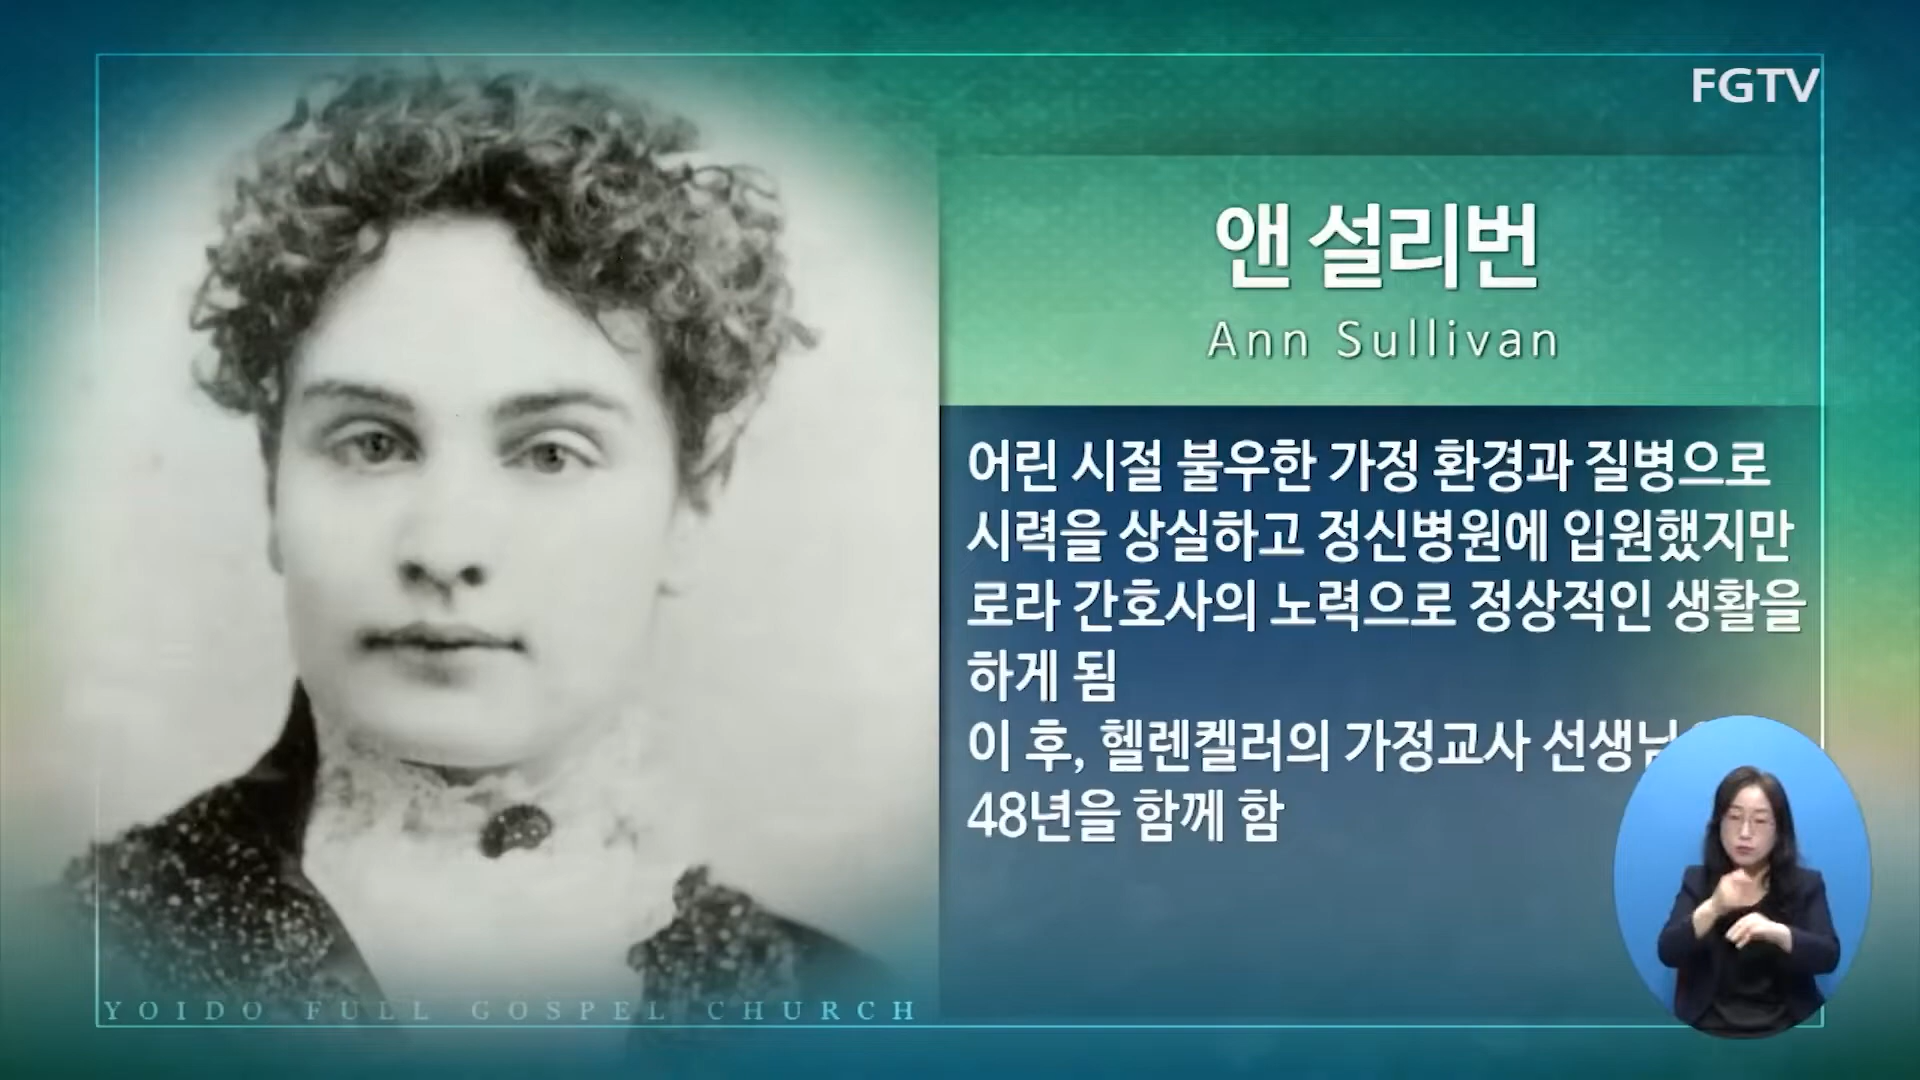 FGTV
앤 설리번
Ann Sullivan
어린 시절 불우한 가정 환경과 질병으로
시력을 상실하고 정신병원에 입원했지만
로라 간호사의 노력으로 정상적인 생활을
하게 됨
이 후, 헬렌켈러의 가정교사
48년을 함께 함
YOIDO FULL GOSPEL CHURCH